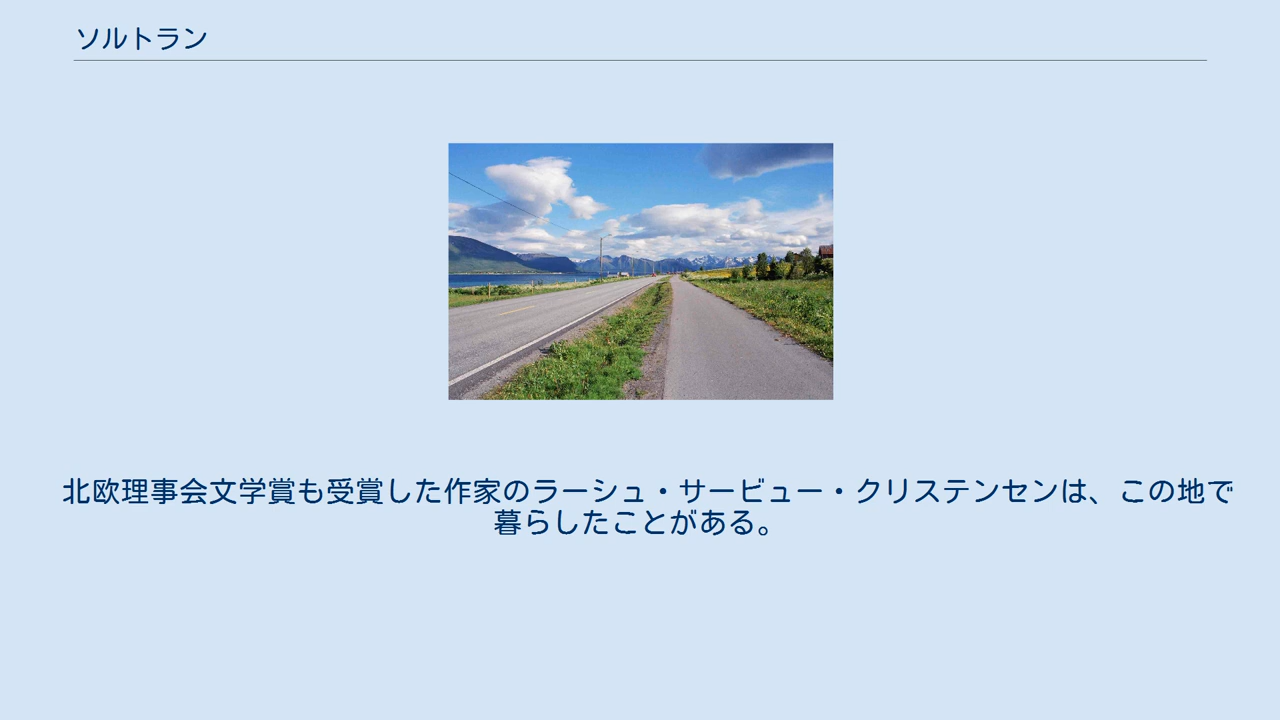 ソルトラン
北欧理事会文学賞も受賞した作家のラーシュ・サービュー・クリステンセンは、この地で
暮らしたことがある。